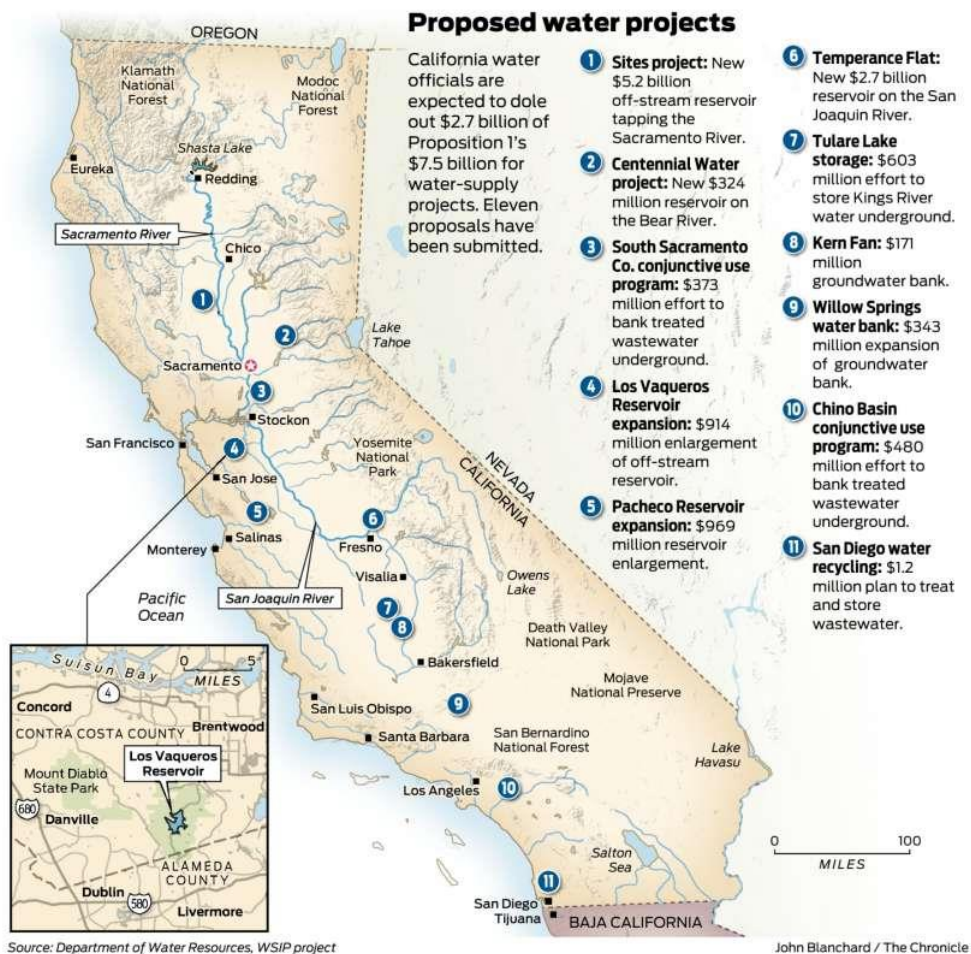 Proposed water projects
California water
officials are
expected to dole
out $2.7 billion of
Proposition 1's
$7.5 billion for
water-supply
projects. Eleven
proposals have
been submitted.
1 Sites project: New
$5.2 billion
off-stream reservoir
tapping the
Sacramento River.
2 Centennial Water
project: New $324
million reservoir on
the Bear River.
3 South Sacramento
Co. conjunctive use
program: $373
million effort to
bank treated
wastewater
underground.
4 Los Vaqueros
Reservoir
expansion: $914
million enlargement
of off-stream
reservoir.
5 Pacheco Reservoir
expansion: $969
million reservoir
enlargement.
6 Temperance Flat:
New $2.7 billion
reservoir on the San
Joaquin River.
7 Tulare Lake
storage: $603
million effort to
store Kings River
water underground.
8 Kern Fan: $171
million
groundwater bank.
9 Willow Springs
water bank: $343
million expansion
of groundwater
bank.
10 Chino Basin
conjunctive use
program: $480
million effort to
bank treated
wastewater
underground.
11 San Diego water
recycling: $1.2
million plan to treat
and store
wastewater.
OREGON
Klamath
National
Forest
Modoc
National
Forest
Shasta Lake
Eureka
Redding
Sacramento River
Chico
1
2
Lake
Tahoe
Sacramento
3
Stockon
San Francisco
4
Yosemite
National
Park
NEVADA
CALIFORNIA
San Jose
5
6
Salinas
Fresno
Monterey
Visalia
Owens
Lake
San Joaquin River
Pacific
Ocean
7
8
Death Valley
National Park
Bakersfield
Mojave
National Preserve
San Luis Obispo
9
Santa Barbara
San Bernardino
National Forest
Lake
Havasu
Los Angeles
10
0 100
MILES
Salton
Sea
11
San Diego
Tijuana
BAJA CALIFORNIA
Suisun Bay
0 5
MILES
4
Concord
CONTRA COSTA COUNTY
Brentwood
Los Vaqueros
Reservoir
Mount Diablo
State Park
680
Danville
ALAMEDA
COUNTY
Dublin
580
Livermore
Source: Department of Water Resources, WSIP project
John Blanchard / The Chronicle